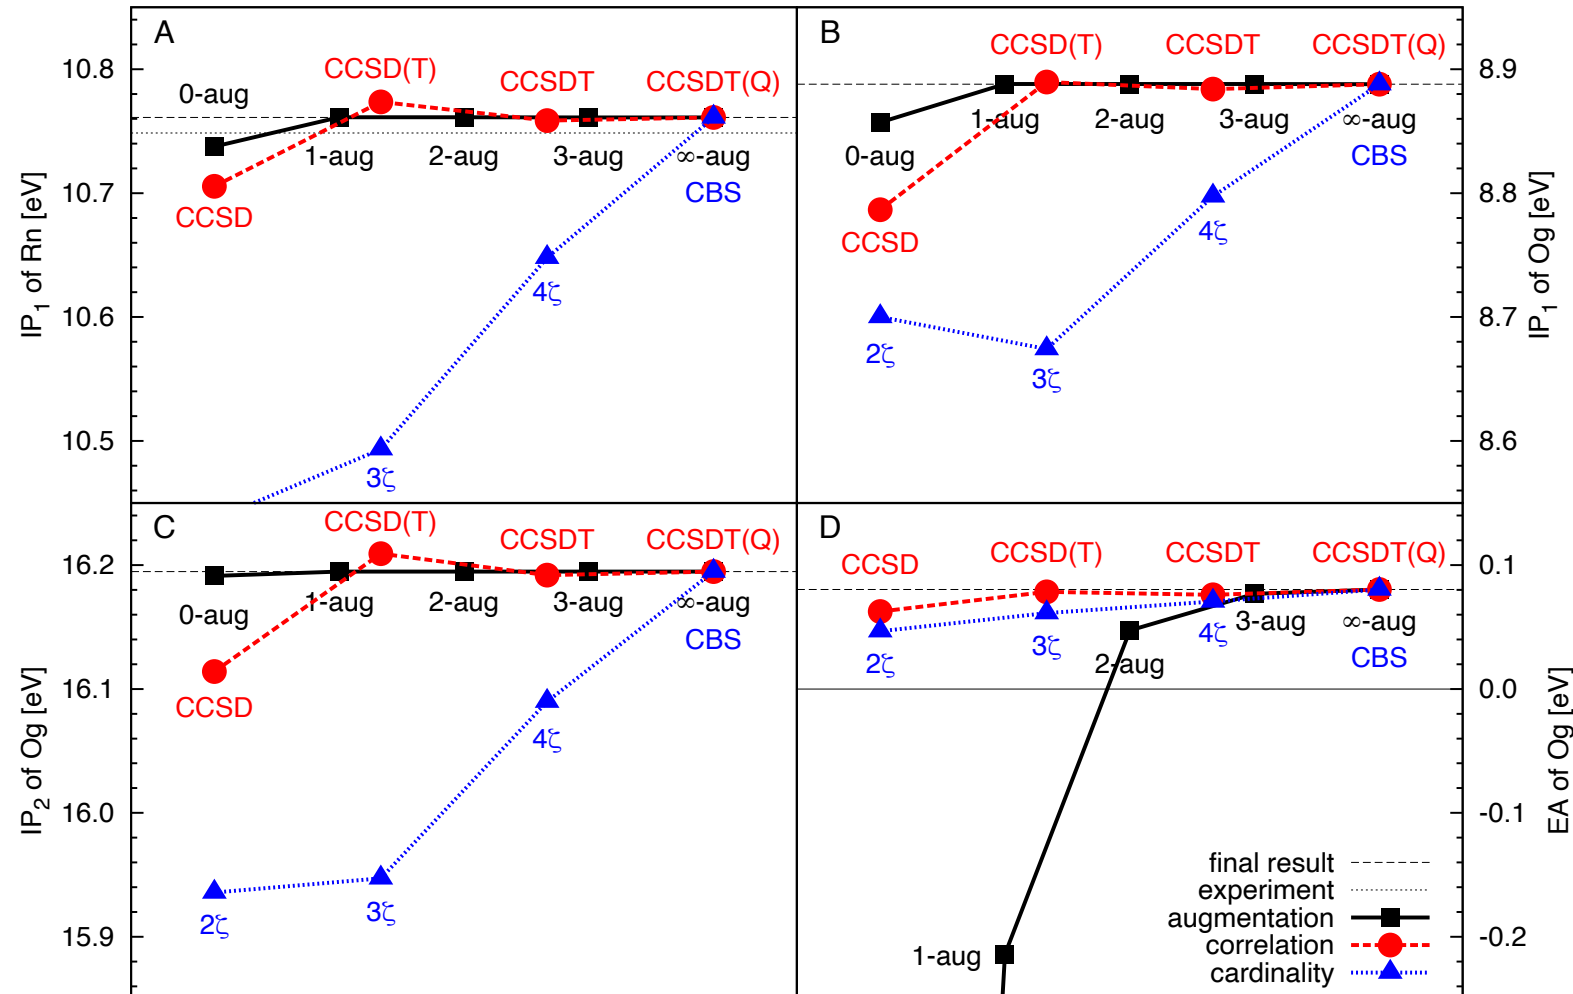 A
CCSD(T)
CCSDT
CCSDT(Q)
10.8
0-aug
1-aug
2-aug
3-aug
∞-aug
10.7
CBS
CCSD
4ζ
10.6
10.5
3ζ
IP₁ of Rn [eV]
B
CCSD(T)
CCSDT
CCSDT(Q)
8.9
1-aug
2-aug
3-aug
∞-aug
0-aug
CBS
8.8
CCSD
4ζ
8.7
2ζ
3ζ
8.6
IP₁ of Og [eV]
C
CCSD(T)
CCSDT
CCSDT(Q)
16.2
0-aug
1-aug
2-aug
3-aug
∞-aug
CBS
CCSD
16.1
4ζ
16.0
2ζ
3ζ
15.9
IP₂ of Og [eV]
D
CCSD
CCSD(T)
CCSDT
CCSDT(Q)
0.1
2ζ
3ζ
4ζ
3-aug
∞-aug
2-aug
CBS
0.0
-0.1
1-aug
-0.2
EA of Og [eV]
final result
experiment
augmentation
correlation
cardinality